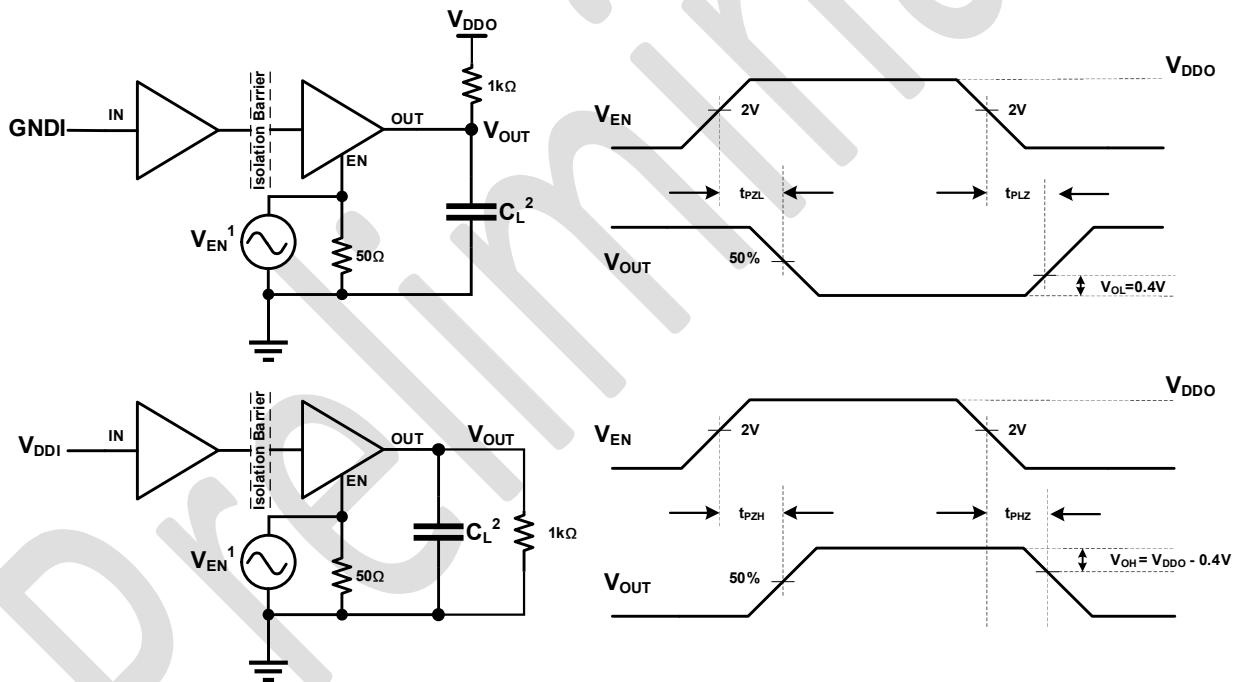 VDDO
1kΩ
GNDI
IN
Isolation Barrier
OUT
VOUT
EN
VEN1
50Ω
CL2
VEN
2V
2V
VDDO
tPZL
tPLZ
VOUT
50%
VOL=0.4V
VDDI
IN
Isolation Barrier
OUT
VOUT
EN
VEN1
50Ω
CL2
1kΩ
VEN
2V
2V
VDDO
tPZH
tPHZ
VOUT
50%
VOH = VDDO - 0.4V